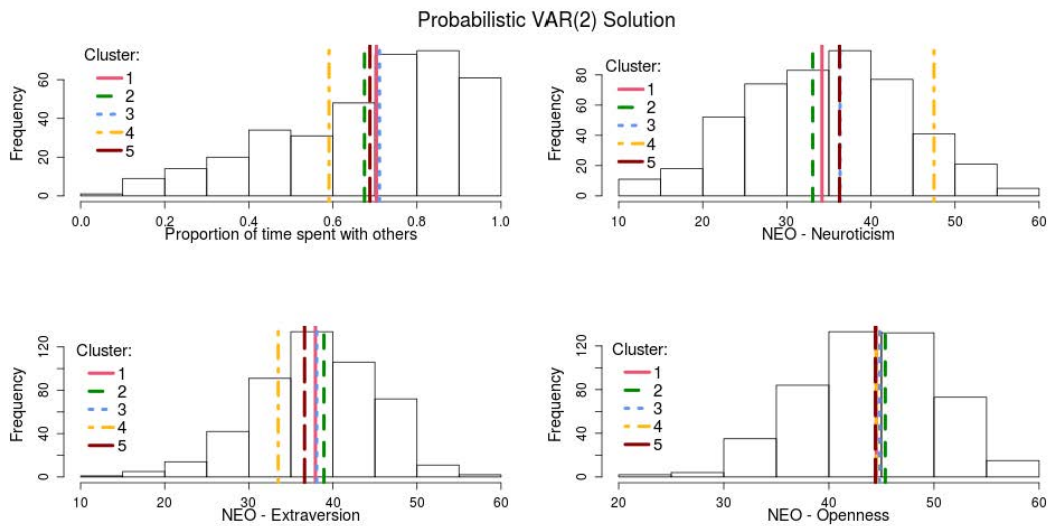 Probabilistic VAR(2) Solution
Frequency
0 20 40 60
Cluster:
1
2
3
4
5
0.0 0.2 0.4 0.6 0.8 1.0
Proportion of time spent with others
Frequency
0 20 40 60 80
Cluster:
1
2
3
4
5
10 20 30 40 50 60
NEO - Neuroticism
Frequency
0 40 80 120
Cluster:
1
2
3
4
5
10 20 30 40 50 60
NEO - Extraversion
Frequency
0 40 80 120
Cluster:
1
2
3
4
5
20 30 40 50 60
NEO - Openness